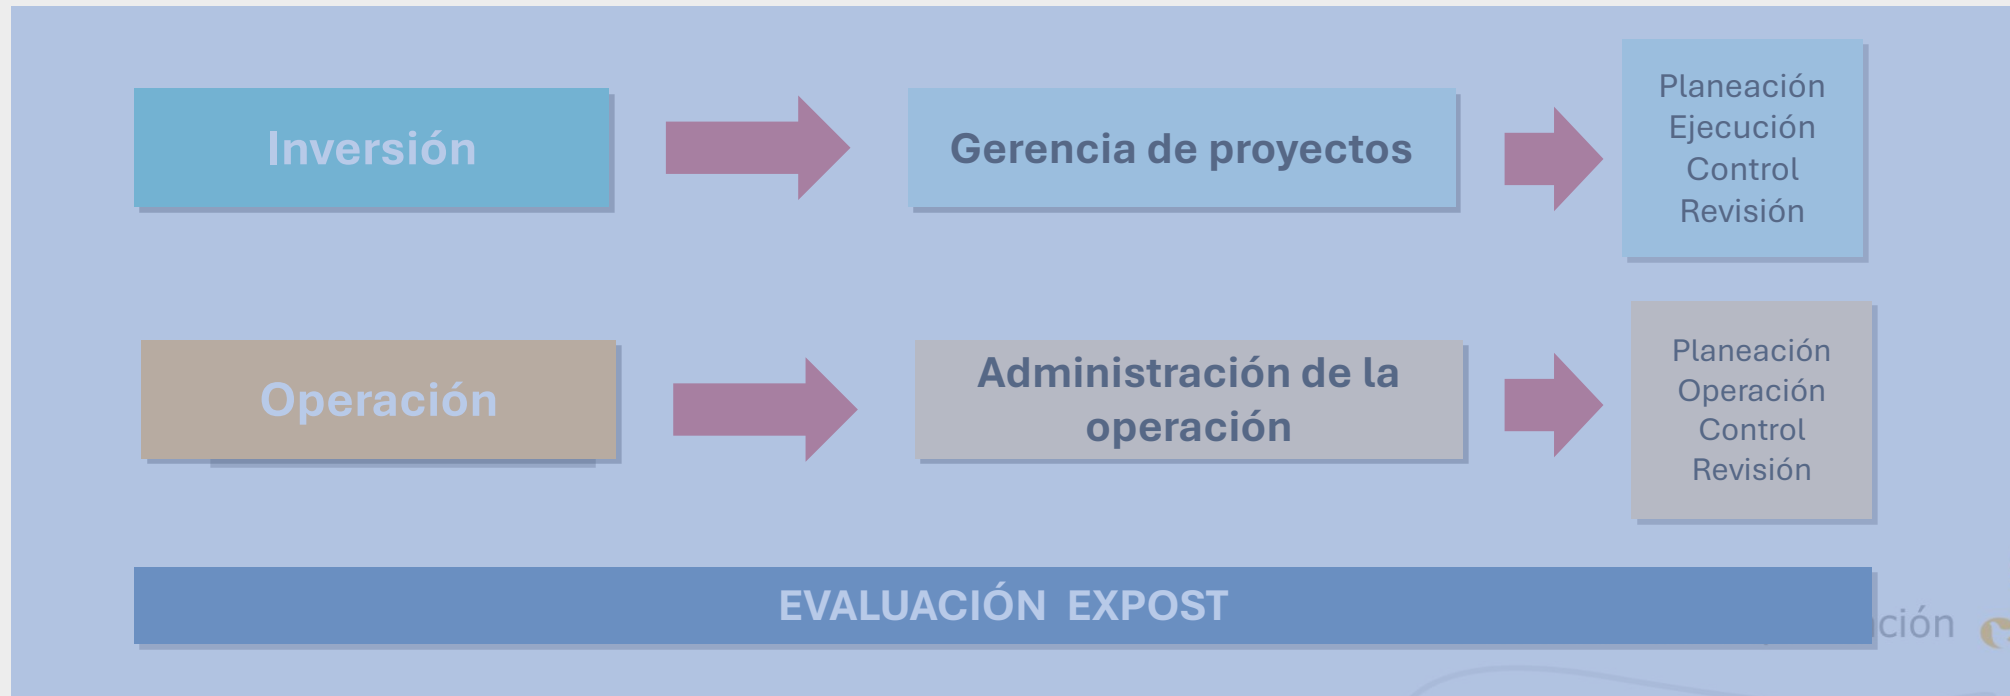 Inversión
Gerencia de proyectos
Planeación
Ejecución
Control
Revisión
Operación
Administración de la
operación
Planeación
Operación
Control
Revisión
EVALUACIÓN EXPOST